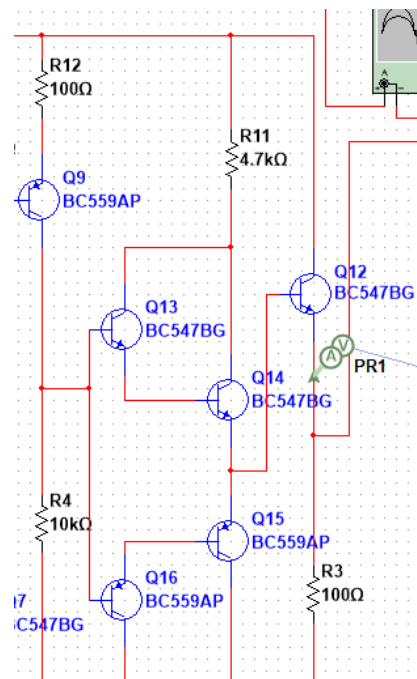 R12
100Ω
A
R11
4.7kΩ
Q9
BC559AP
Q12
BC547BG
Q13
BC547BG
V
A
PR1
Q14
BC547BG
R4
10kΩ
Q15
BC559AP
Q16
BC559AP
R3
100Ω